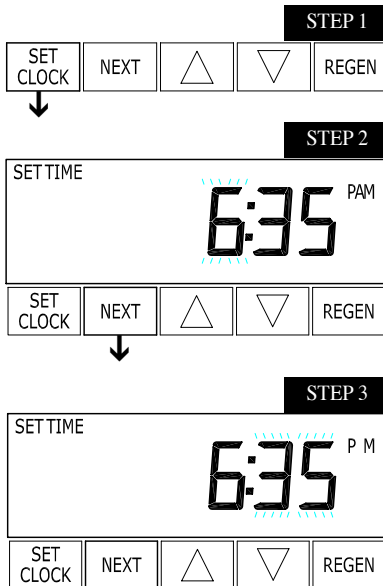 STEP 1
SET CLOCK NEXT REGEN
STEP 2
SET TIME
6:35 PAM
SET CLOCK NEXT REGEN
STEP 3
SET TIME
6:35 P M
SET CLOCK NEXT REGEN